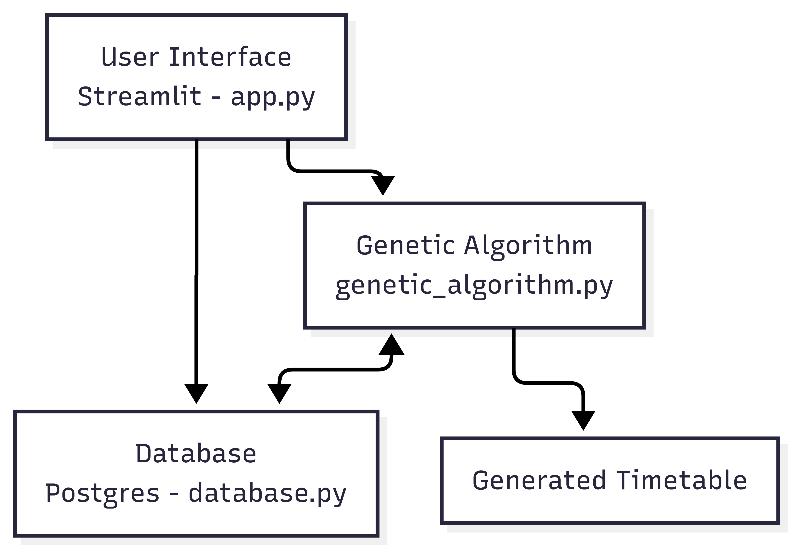 User Interface
Streamlit - app.py
Genetic Algorithm
genetic_algorithm.py
Database
Postgres - database.py
Generated Timetable